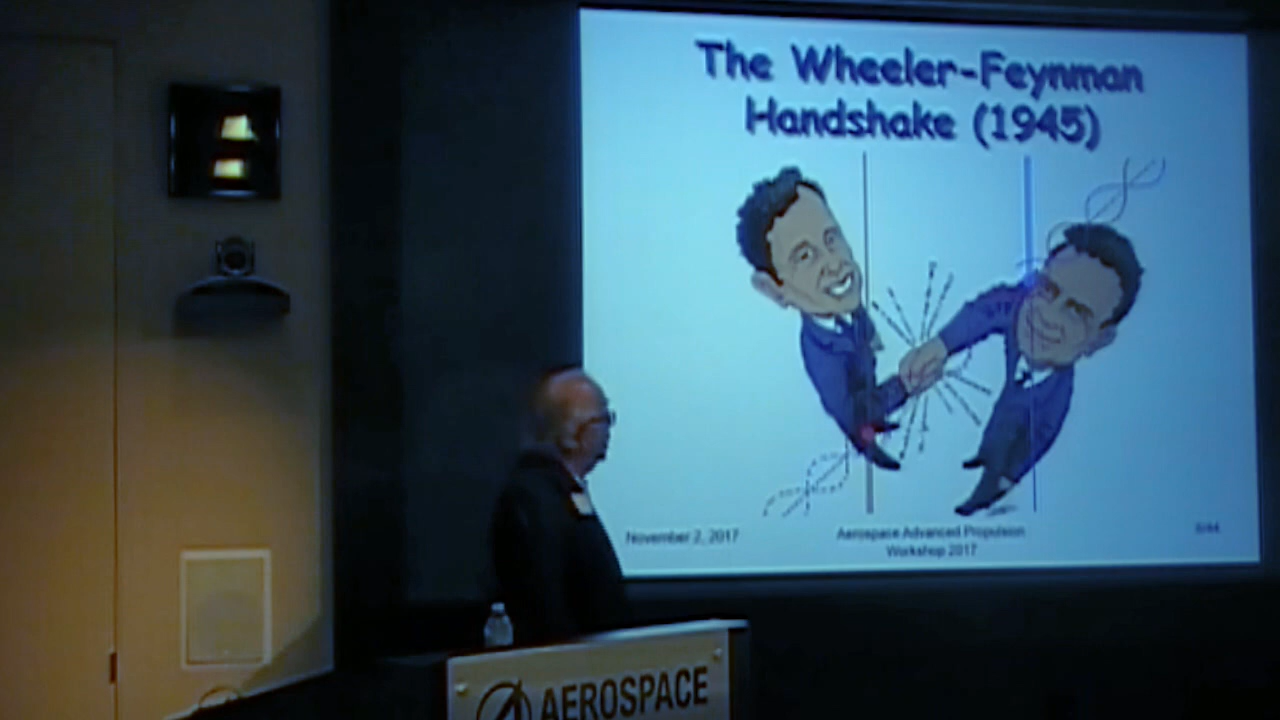 The Wheeler-Feynman
Handshake (1945)
November 2, 2017
Aerospace Advanced Propulsion
Workshop 2017
AEROSPACE